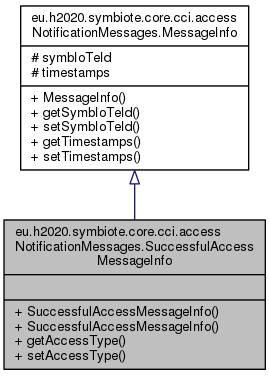 eu.h2020.symbiote.core.cci.access
NotificationMessages.MessageInfo
# symbIoTeId
# timestamps
+ MessageInfo()
+ getSymbIoTeId()
+ setSymbIoTeId()
+ getTimestamps()
+ setTimestamps()
eu.h2020.symbiote.core.cci.access
NotificationMessages.SuccessfulAccess
MessageInfo
+ SuccessfulAccessMessageInfo()
+ SuccessfulAccessMessageInfo()
+ getAccessType()
+ setAccessType()